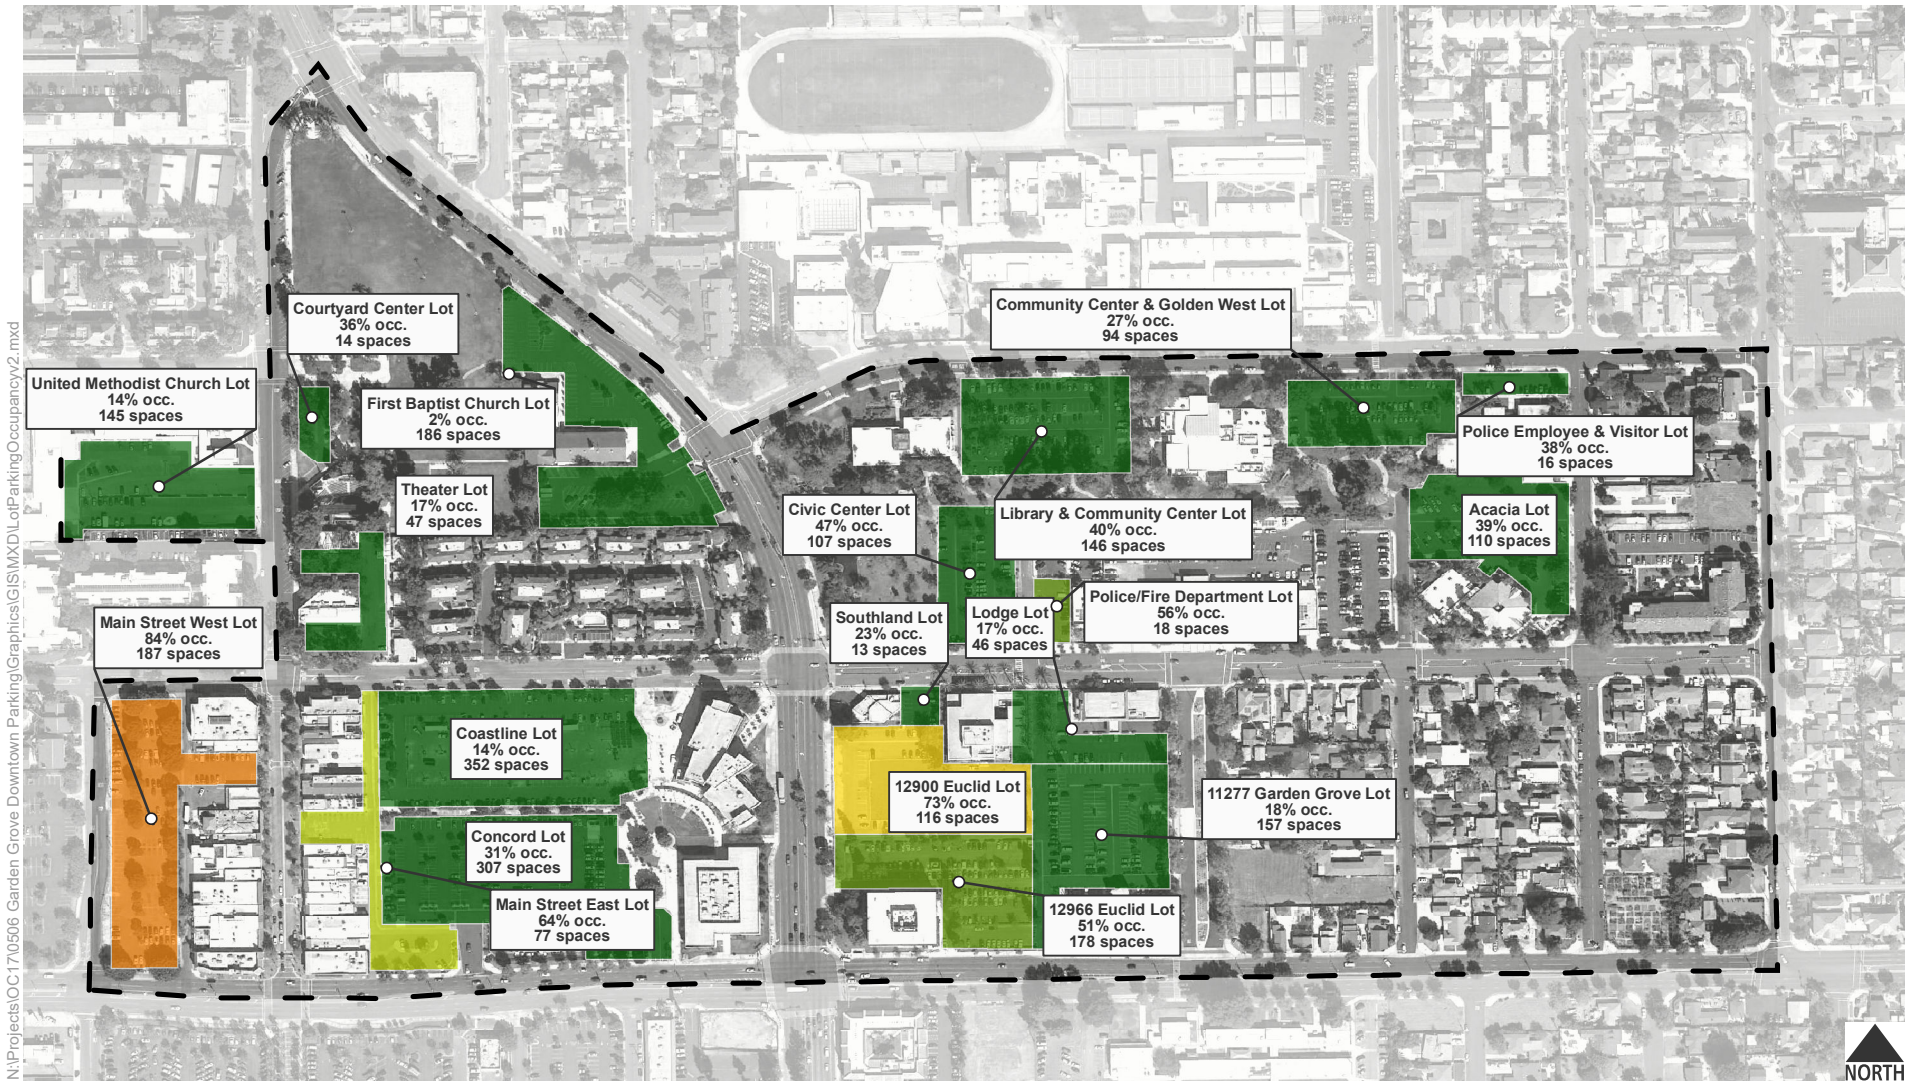 N:\Projects\OC17\0506 Garden Grove Downtown Parking\Graphics\GIS\MXD\LotParkingOccupancyv2.mxd
Courtyard Center Lot
36% occ.
14 spaces
Community Center & Golden West Lot
27% occ.
94 spaces
United Methodist Church Lot
14% occ.
145 spaces
First Baptist Church Lot
2% occ.
186 spaces
Police Employee & Visitor Lot
38% occ.
16 spaces
Theater Lot
17% occ.
47 spaces
Civic Center Lot
47% occ.
107 spaces
Library & Community Center Lot
40% occ.
146 spaces
Acacia Lot
39% occ.
110 spaces
Main Street West Lot
84% occ.
187 spaces
Southland Lot
23% occ.
13 spaces
Lodge Lot
17% occ.
46 spaces
Police/Fire Department Lot
56% occ.
18 spaces
Coastline Lot
14% occ.
352 spaces
12900 Euclid Lot
73% occ.
116 spaces
11277 Garden Grove Lot
18% occ.
157 spaces
Concord Lot
31% occ.
307 spaces
Main Street East Lot
64% occ.
77 spaces
12966 Euclid Lot
51% occ.
178 spaces
NORTH